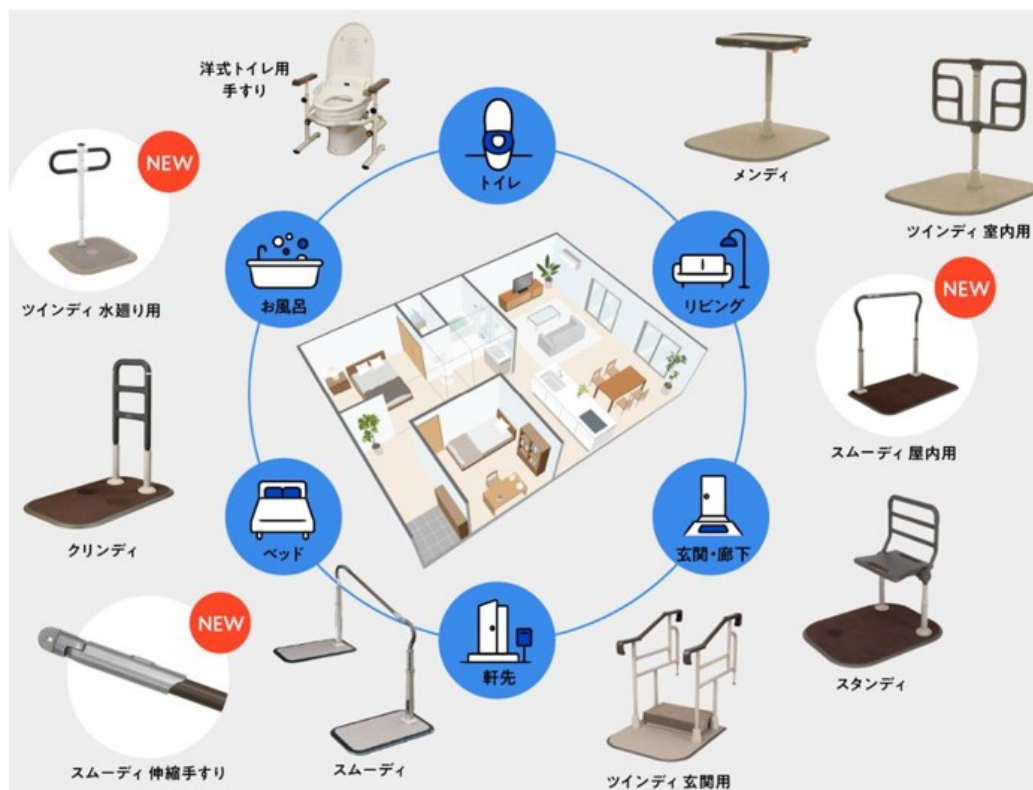 洋式トイレ用
手すり
メンディ
ツインディ 室内用
NEW
ツインディ 水廻り用
トイレ
お風呂
リビング
NEW
スムーディ 屋内用
クリンディ
ベッド
玄関・廊下
スタンディ
NEW
スムーディ 伸縮手すり
軒先
スムーディ
ツインディ 玄関用